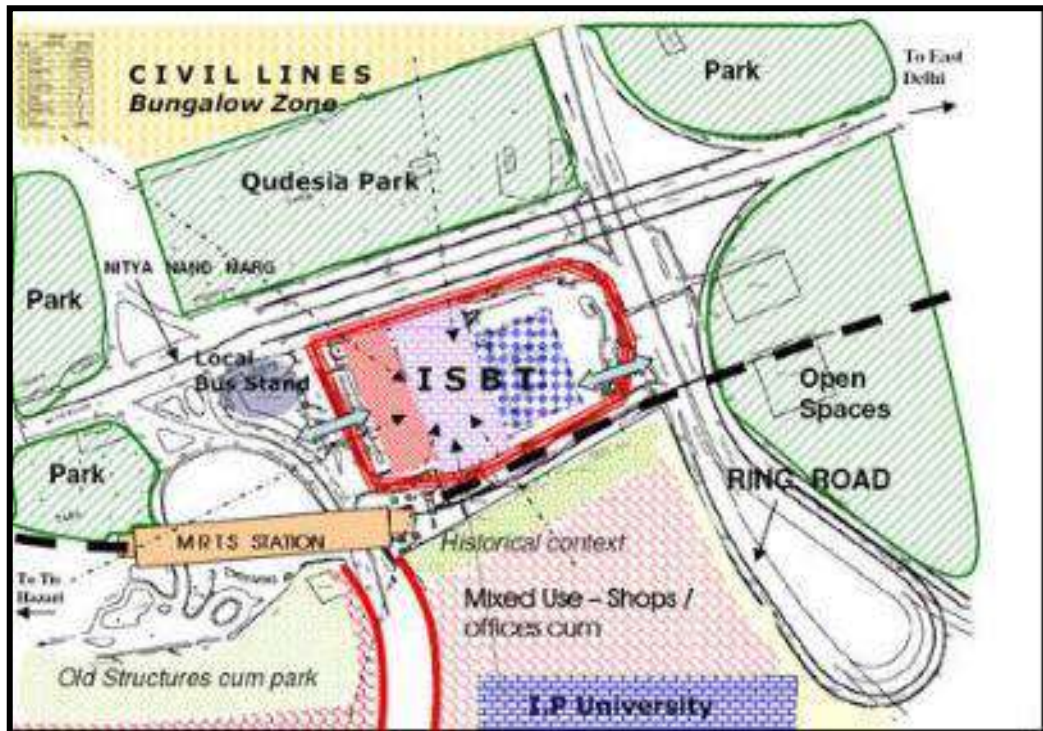 CIVIL LINES
Bungalow Zone
Park
To East
Delhi
Qudesia Park
NITYA NAND MARG
Park
Local
Bus Stand
ISBT
Open
Spaces
Park
RING ROAD
MRTS STATION
Historical context
To Tis
Hazari
Mixed Use – Shops /
offices cum
Old Structures cum park
I.P University